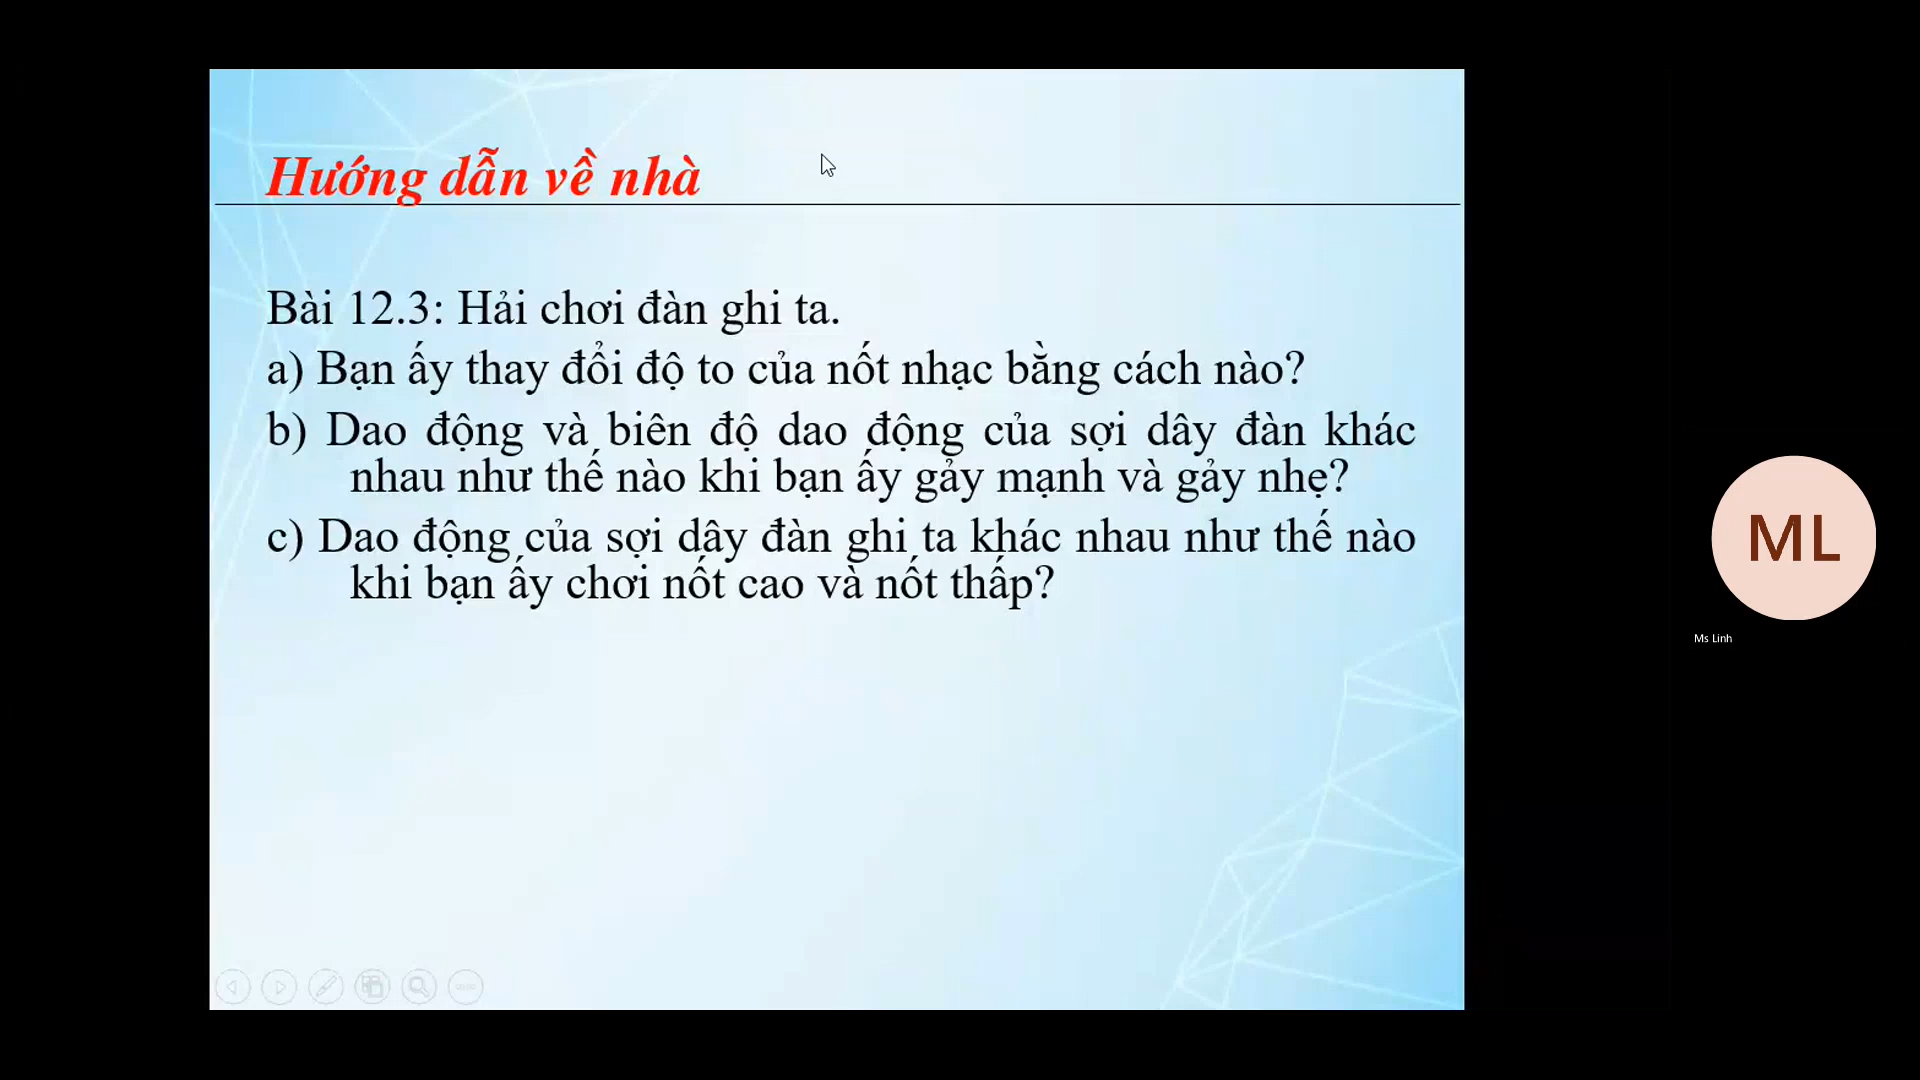 Hướng dẫn về nhà
Bài 12.3: Hải chơi đàn ghi ta.
a) Bạn ấy thay đổi độ to của nốt nhạc bằng cách nào?
b) Dao động và biên độ dao động của sợi dây đàn khác
nhau như thế nào khi bạn ấy gảy mạnh và gảy nhẹ?
c) Dao động của sợi dây đàn ghi ta khác nhau như thế nào
khi bạn ấy chơi nốt cao và nốt thấp?
ML
Ms Linh